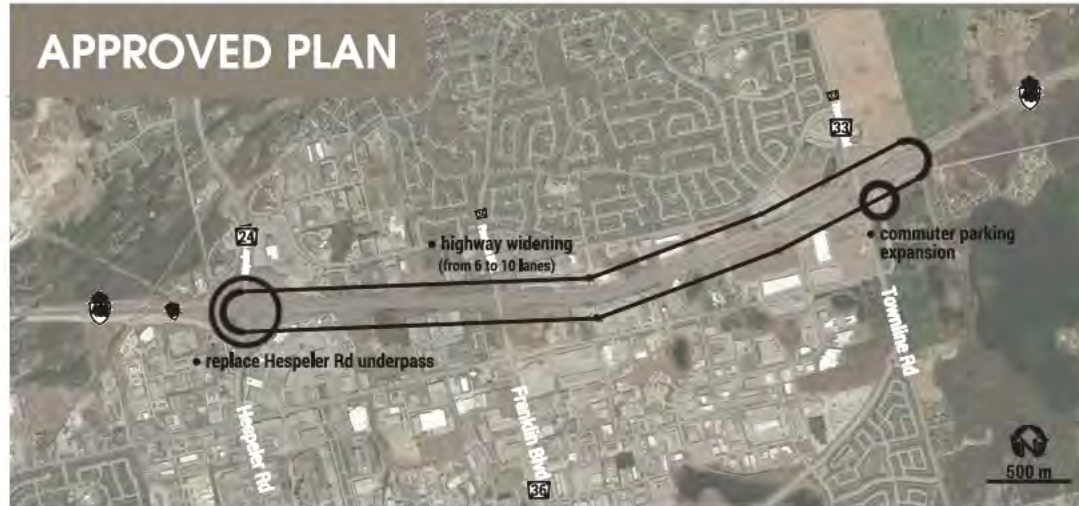 APPROVED PLAN
33
24
• highway widening
(from 6 to 10 lanes)
• commuter parking
expansion
• replace Hespeler Rd underpass
Townline Rd
Hespeler Rd
Franklin Blvd
36
500 m